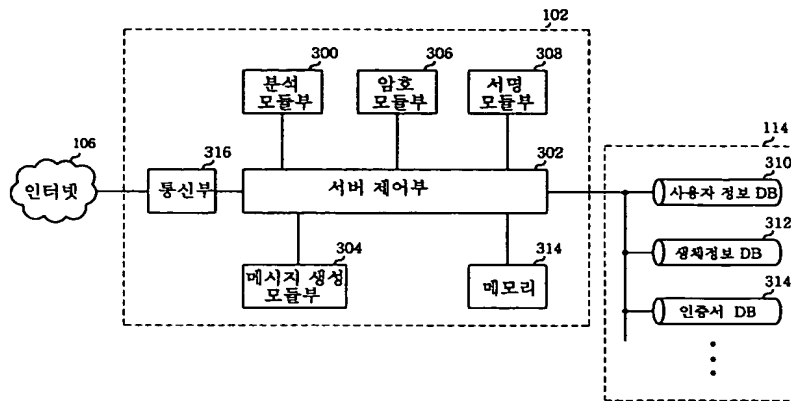 102
300
분석
모듈부
306
암호
모듈부
308
서명
모듈부
106
인터넷
316
통신부
302
서버 제어부
304
메시지 생성
모듈부
314
메모리
114
310
사용자 정보 DB
312
생체정보 DB
314
인증서 DB